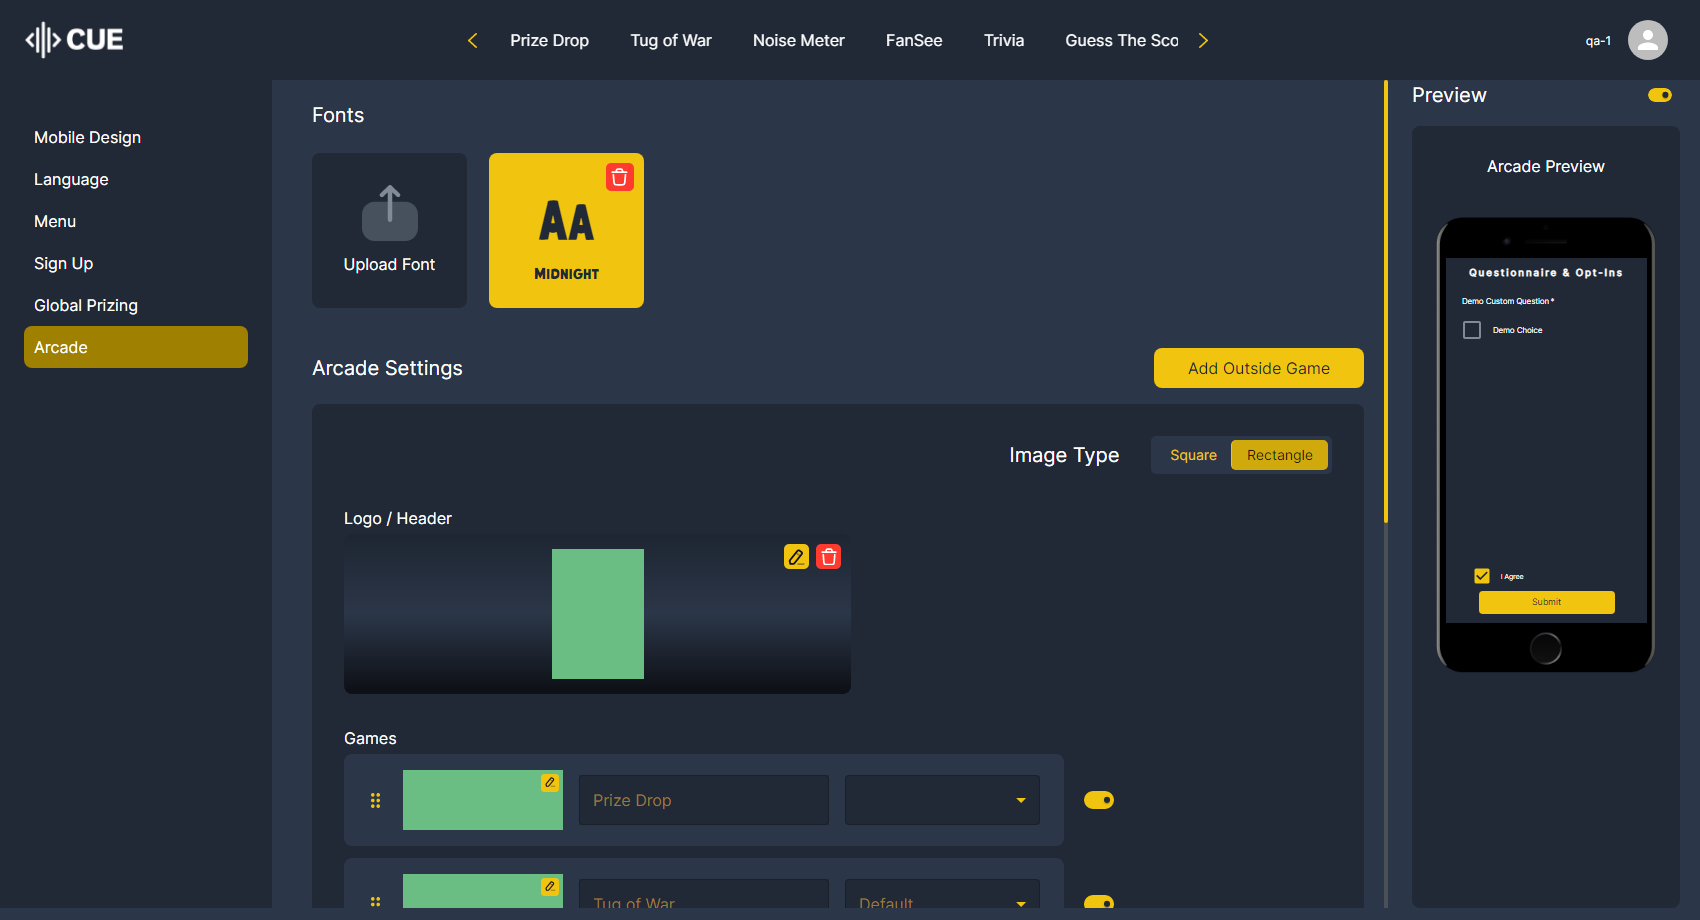 CUE
Prize Drop
Tug of War
Noise Meter
FanSee
Trivia
Guess The Sco
qa-1
Mobile Design
Language
Menu
Sign Up
Global Prizing
Arcade
Fonts
Upload Font
AA
MIDNIGHT
Arcade Settings
Add Outside Game
Image Type
Square
Rectangle
Logo / Header
Games
Prize Drop
Tug of War
Default
Preview
Arcade Preview
Questionnaire & Opt-Ins
Demo Custom Question *
Demo Choice
I Agree
Submit